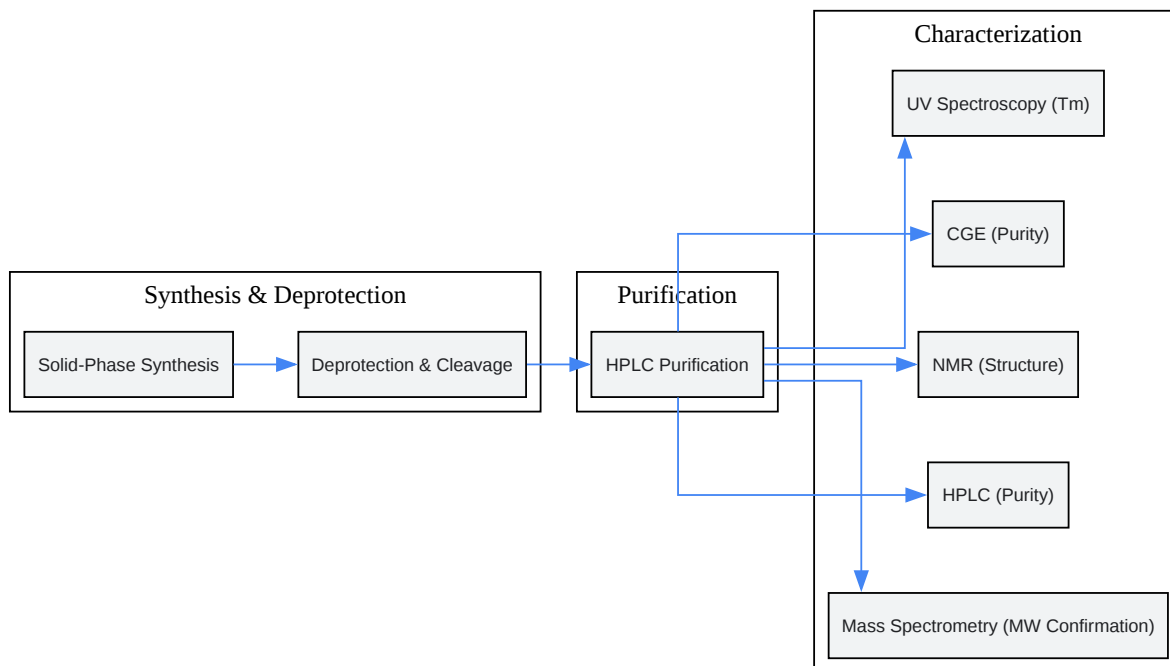 Synthesis & Deprotection
Solid-Phase Synthesis
Deprotection & Cleavage
Purification
HPLC Purification
Characterization
UV Spectroscopy (Tm)
CGE (Purity)
NMR (Structure)
HPLC (Purity)
Mass Spectrometry (MW Confirmation)